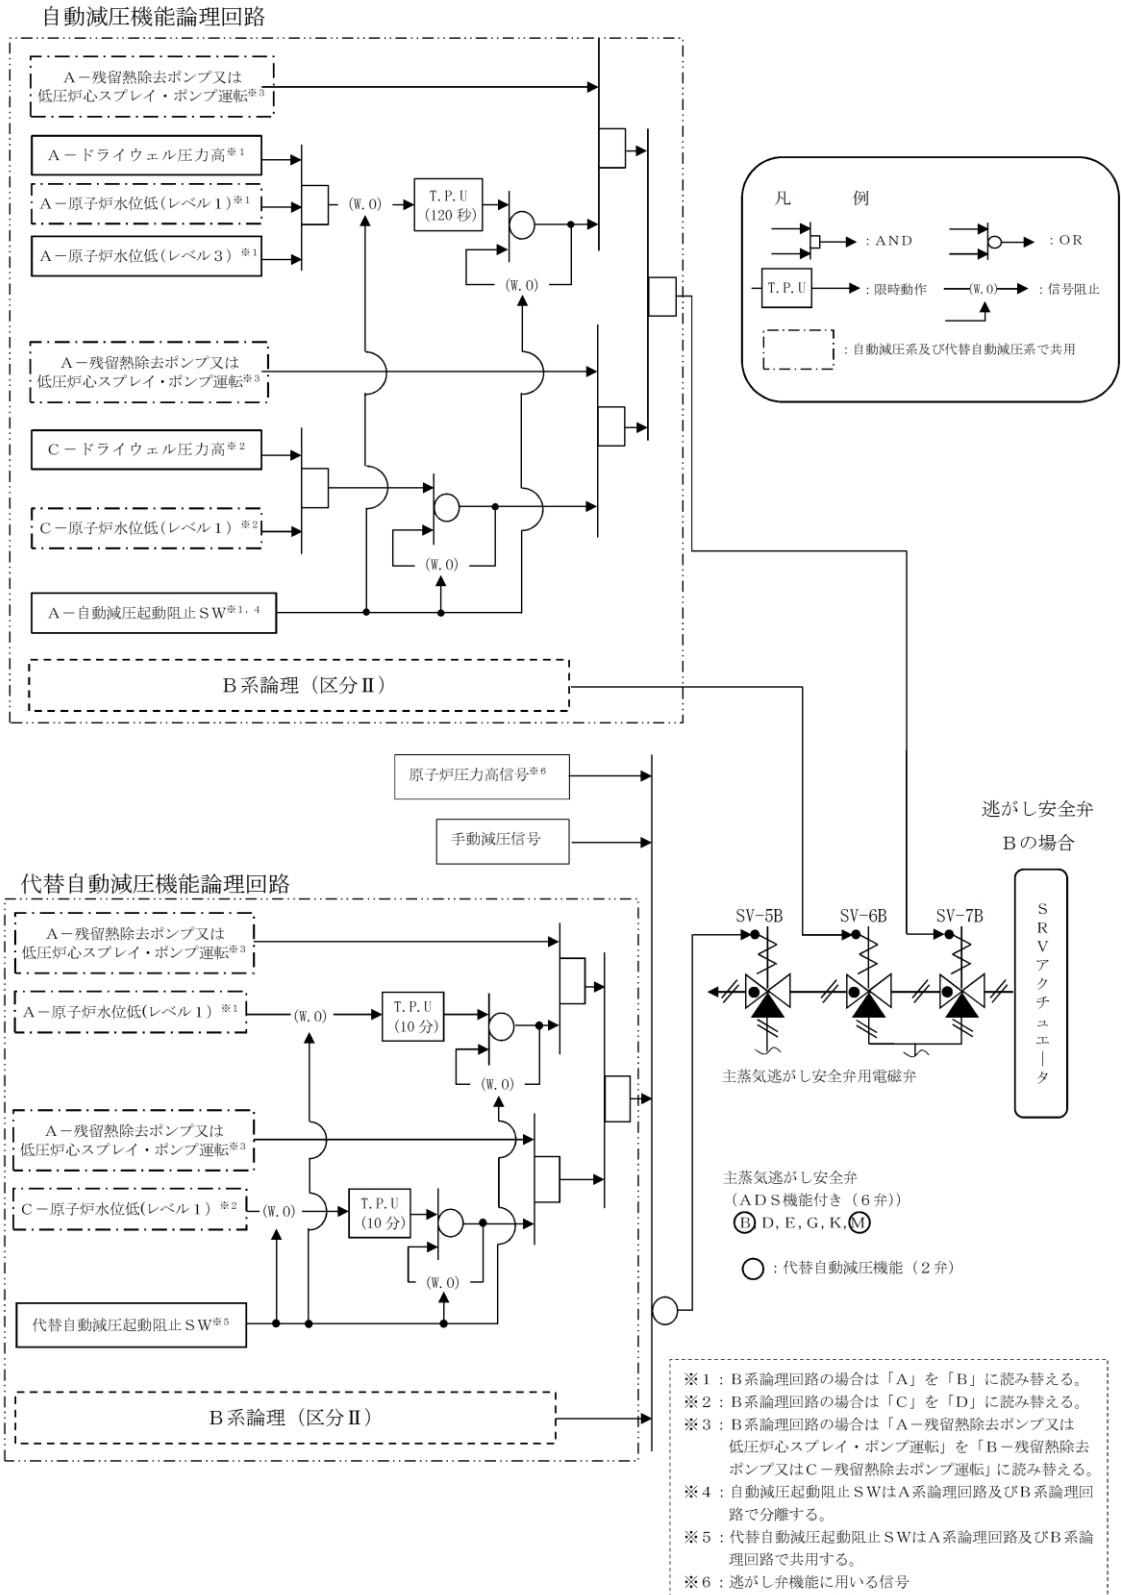 自動減圧機能論理回路
A－残留熱除去ポンプ又は
低圧炉心スプレイ・ポンプ運転※3
A－ドライウェル圧力高※1
A－原子炉水位低(レベル1)※1
A－原子炉水位低(レベル3)※1
(W.O)
T.P.U
(120秒)
(W.O)
A－残留熱除去ポンプ又は
低圧炉心スプレイ・ポンプ運転※3
C－ドライウェル圧力高※2
C－原子炉水位低(レベル1)※2
(W.O)
A－自動減圧起動阻止SW※1,4
B系論理（区分Ⅱ）
凡　例
：AND
：OR
T.P.U
：限時動作
(W.O)
：信号阻止
：自動減圧系及び代替自動減圧系で共用
原子炉圧力高信号※6
手動減圧信号
代替自動減圧機能論理回路
A－残留熱除去ポンプ又は
低圧炉心スプレイ・ポンプ運転※3
A－原子炉水位低(レベル1)※1
(W.O)
T.P.U
(10分)
(W.O)
A－残留熱除去ポンプ又は
低圧炉心スプレイ・ポンプ運転※3
C－原子炉水位低(レベル1)※2
(W.O)
T.P.U
(10分)
(W.O)
代替自動減圧起動阻止SW※5
B系論理（区分Ⅱ）
逃がし安全弁
Bの場合
SV-5B
SV-6B
SV-7B
SRVアクチュエータ
主蒸気逃がし安全弁用電磁弁
主蒸気逃がし安全弁
（ADS機能付き（6弁））
B,D,E,G,K,M
：代替自動減圧機能（2弁）
※1：B系論理回路の場合は「A」を「B」に読み替える。
※2：B系論理回路の場合は「C」を「D」に読み替える。
※3：B系論理回路の場合は「A－残留熱除去ポンプ又は
低圧炉心スプレイ・ポンプ運転」を「B－残留熱除去
ポンプ又はC－残留熱除去ポンプ運転」に読み替える。
※4：自動減圧起動阻止SWはA系論理回路及びB系論理回
路で分離する。
※5：代替自動減圧起動阻止SWはA系論理回路及びB系論
理回路で共用する。
※6：逃がし弁機能に用いる信号